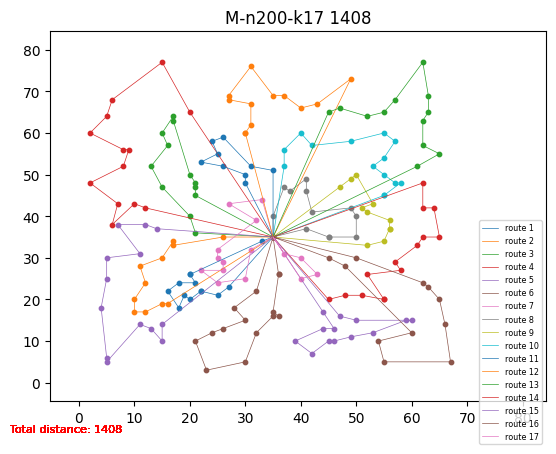 M-n200-k17 1408
80
70
60
50
40
30
20
10
0
0
10
20
30
40
50
60
70
80
route 1
route 2
route 3
route 4
route 5
route 6
route 7
route 8
route 9
route 10
route 11
route 12
route 13
route 14
route 15
route 16
route 17
Total distance: 1408